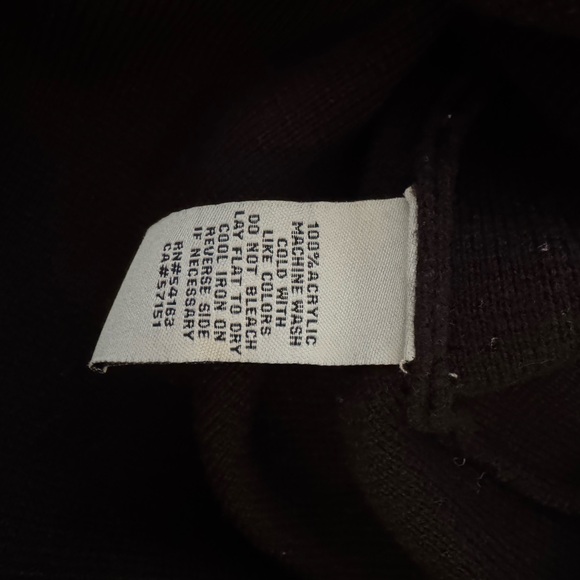 100% ACRYLIC
MACHINE WASH
COLD WITH
LIKE COLORS
DO NOT BLEACH
LAY FLAT TO DRY
COOL IRON ON
REVERSE SIDE
IF NECESSARY
RN#54163
CA#57151